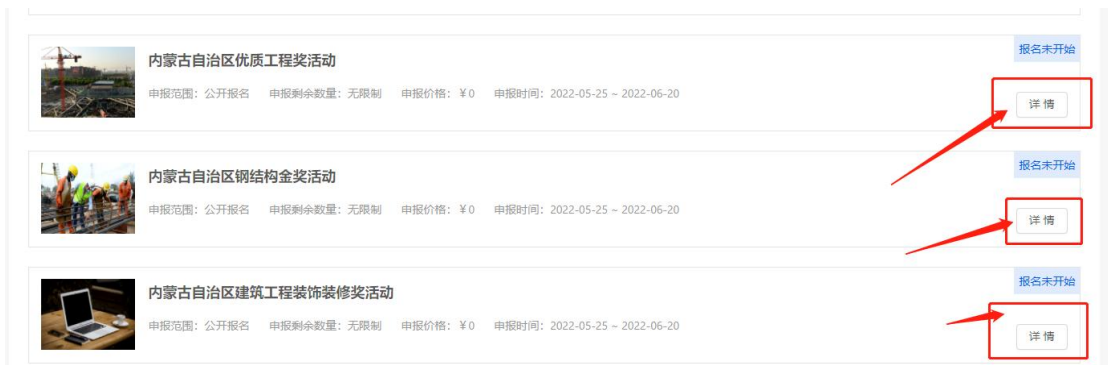 报名未开始
内蒙古自治区优质工程奖活动
申报范围：公开报名 申报剩余数量：无限制 申报价格：￥0 申报时间：2022-05-25 ~ 2022-06-20
详 情
报名未开始
内蒙古自治区钢结构金奖活动
申报范围：公开报名 申报剩余数量：无限制 申报价格：￥0 申报时间：2022-05-25 ~ 2022-06-20
详 情
报名未开始
内蒙古自治区建筑工程装饰装修奖活动
申报范围：公开报名 申报剩余数量：无限制 申报价格：￥0 申报时间：2022-05-25 ~ 2022-06-20
详 情